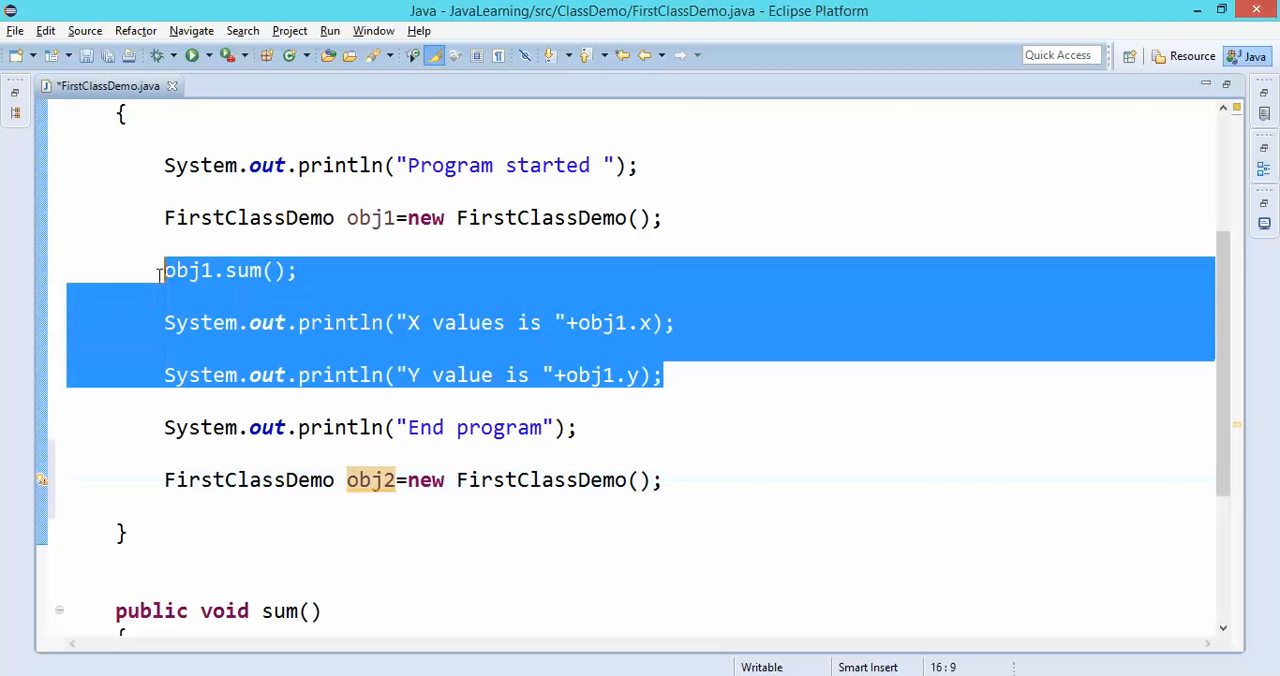 Java - JavaLearning/src/ClassDemo/FirstClassDemo.java - Eclipse Platform
File Edit Source Refactor Navigate Search Project Run Window Help
Quick Access Resource Java
*FirstClassDemo.java
{
System.out.println("Program started ");
FirstClassDemo obj1=new FirstClassDemo();
obj1.sum();
System.out.println("X values is "+obj1.x);
System.out.println("Y value is "+obj1.y);
System.out.println("End program");
FirstClassDemo obj2=new FirstClassDemo();
}
public void sum()
{
Writable Smart Insert 16:9